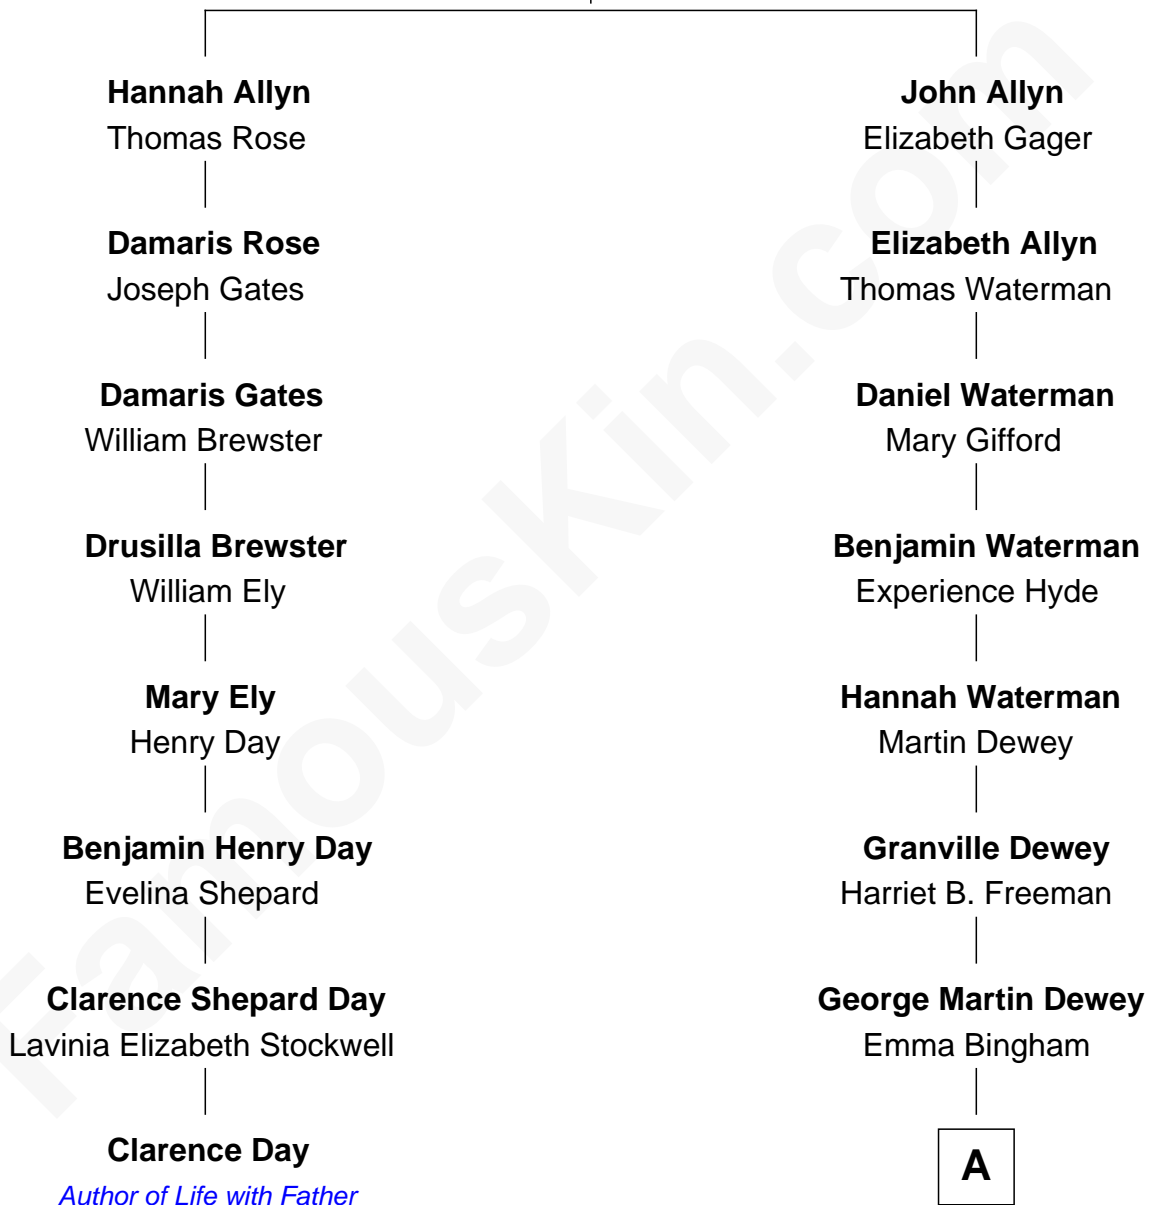 Hannah Allyn
Thomas Rose
Damaris Rose
Joseph Gates
Damaris Gates
William Brewster
Drusilla Brewster
William Ely
Mary Ely
Henry Day
Benjamin Henry Day
Evelina Shepard
Clarence Shepard Day
Lavinia Elizabeth Stockwell
Clarence Day
Author of Life with Father
John Allyn
Elizabeth Gager
Elizabeth Allyn
Thomas Waterman
Daniel Waterman
Mary Gifford
Benjamin Waterman
Experience Hyde
Hannah Waterman
Martin Dewey
Granville Dewey
Harriet B. Freeman
George Martin Dewey
Emma Bingham
A
FamousKin.com